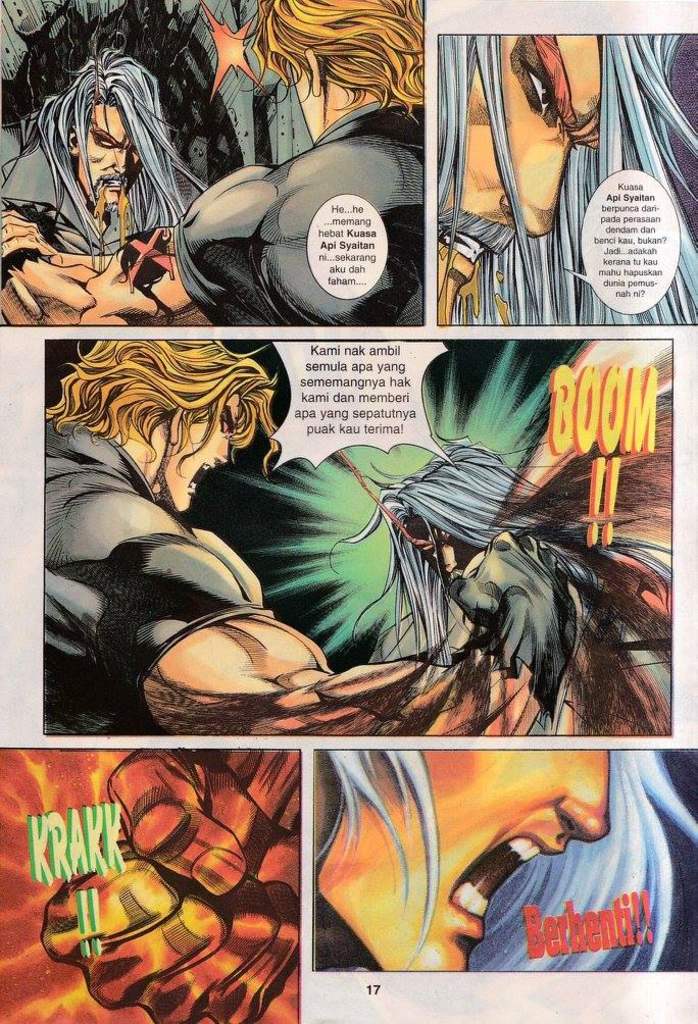 He...he
...memang
hebat Kuasa
Api Syaitan
ni...sekarang
aku dah
faham....
Kuasa
Api Syaitan
berpunca dari-
pada perasaan
dendam dan
benci kau, bukan?
Jadi...adakah
kerana tu kau
mahu hapuskan
dunia pemus-
nah ni?
Kami nak ambil
semula apa yang
sememangnya hak
kami dan memberi
apa yang sepatutnya
puak kau terima!
BOOM
!!
KRAKK
!!
Berhenti!!
17